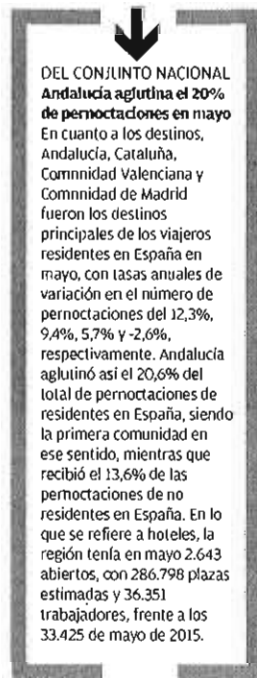 DEL CONJUNTO NACIONAL
Andalucía aglutina el 20%
de pernoctaciones en mayo
En cuanto a los destinos,
Andalucía, Cataluña,
Comnnidad Valenciana y
Comnnidad de Madrid
fueron los destinos
principales de los viajeros
residentes en España en
mayo, con tasas anuales de
variación en el número de
pernoctaciones del 12,3%,
9,4%, 5,7% y -2,6%,
respectivamente. Andalucía
aglutinó así el 20,6% del
total de pernoctaciones de
residentes en España, siendo
la primera comunidad en
ese sentido, mientras que
recibió el 13,6% de las
pernoctaciones de no
residentes en España. En lo
que se refiere a hoteles, la
región tenía en mayo 2.643
abiertos, con 286.798 plazas
estimadas y 36.351
trabajadores, frente a los
33.425 de mayo de 2015.